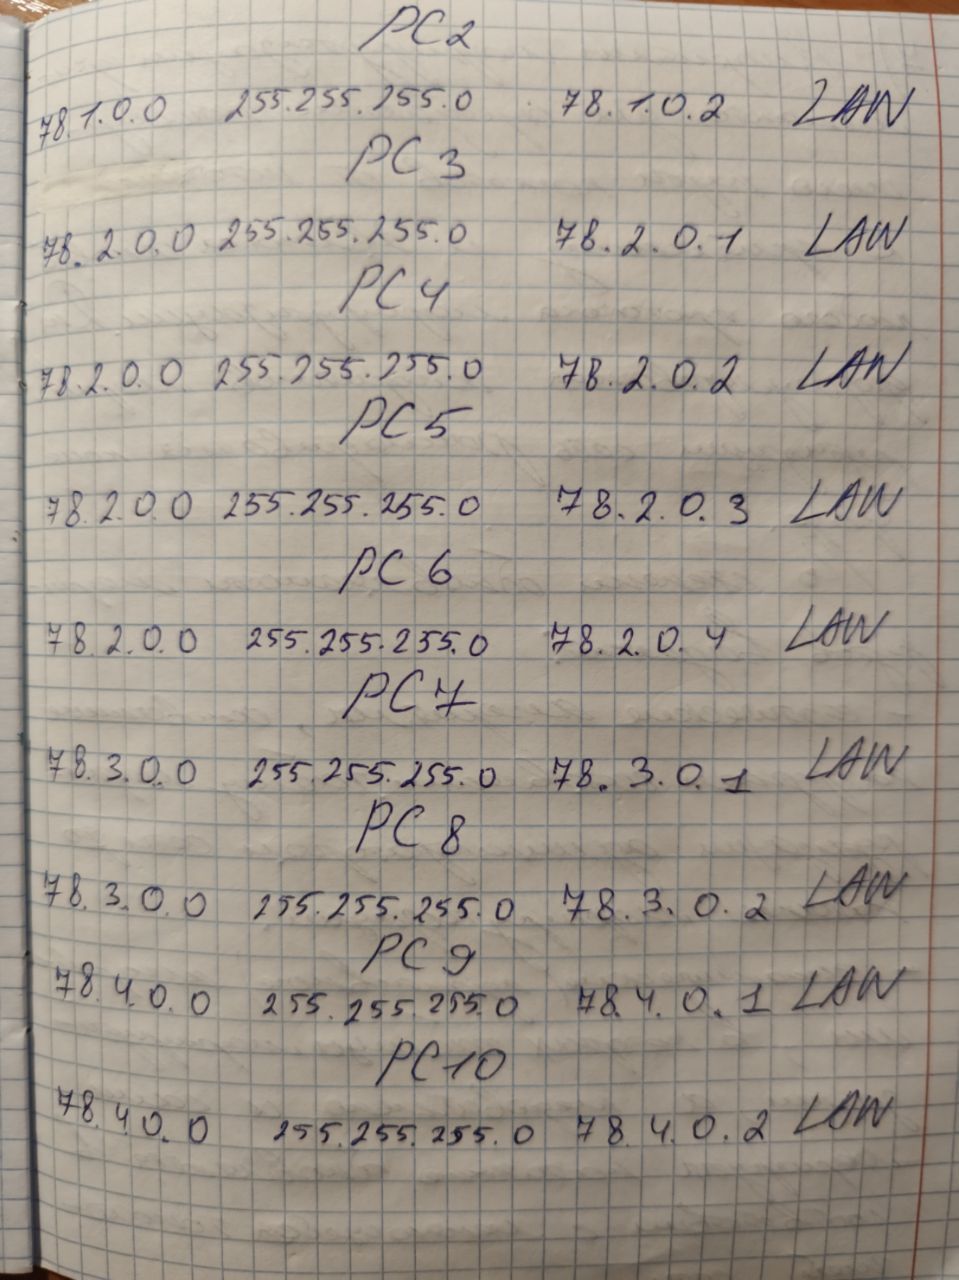 PC2
78.1.0.0 255.255.255.0 78.1.0.2 LAN
PC3
78.2.0.0 255.255.255.0 78.2.0.1 LAN
PC4
78.2.0.0 255.255.255.0 78.2.0.2 LAN
PC5
78.2.0.0 255.255.255.0 78.2.0.3 LAN
PC6
78.2.0.0 255.255.255.0 78.2.0.4 LAN
PC7
78.3.0.0 255.255.255.0 78.3.0.1 LAN
PC8
78.3.0.0 255.255.255.0 78.3.0.2 LAN
PC9
78.4.0.0 255.255.255.0 78.4.0.1 LAN
PC10
78.4.0.0 255.255.255.0 78.4.0.2 LAN